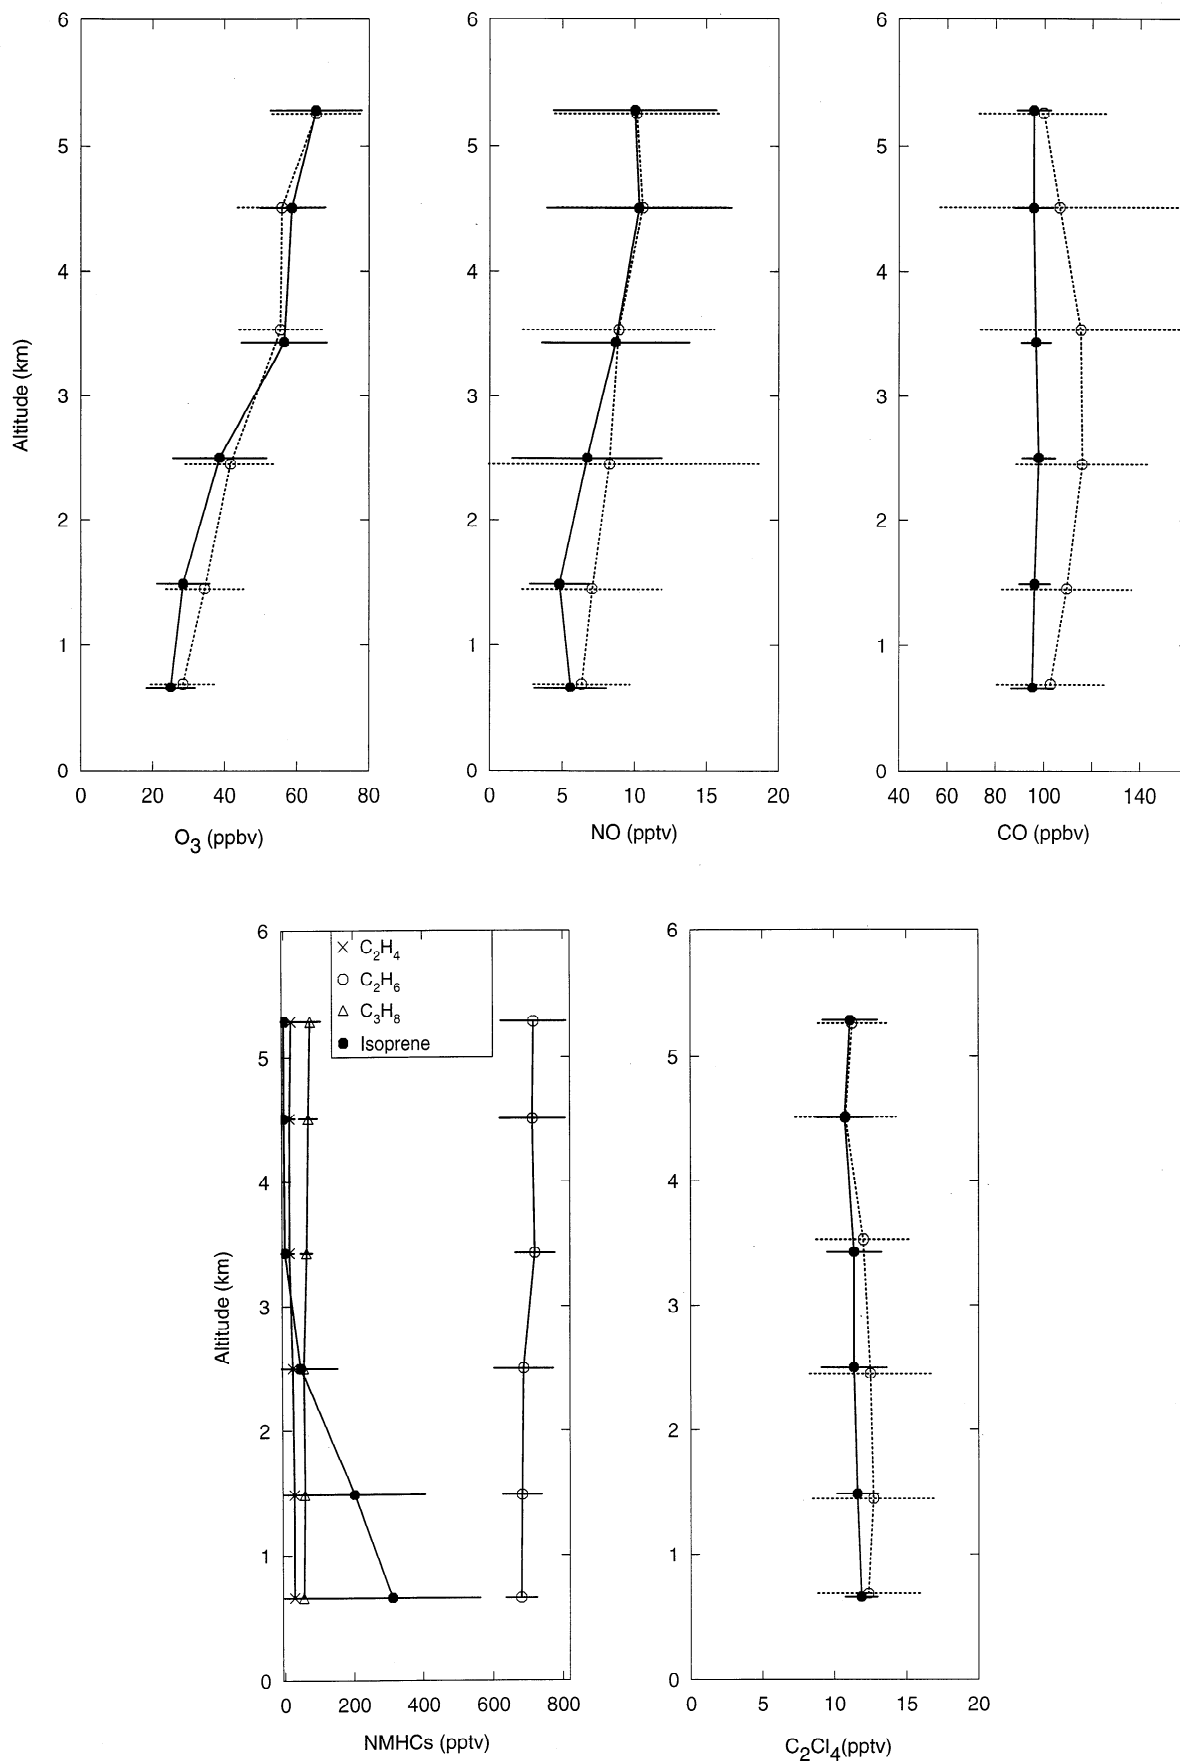 6 6 6
5 5 5
4 4 4
3 3 3
2 2 2
1 1 1
0 0 0
Altitude (km)
0 20 40 60 80 0 5 10 15 20 40 60 80 100 140
O3 (ppbv) NO (pptv) CO (ppbv)
6 6
C2H4
C2H6
C3H8
Isoprene
5 5
4 4
3 3
2 2
1 1
0 0
Altitude (km)
0 200 400 600 800 0 5 10 15 20
NMHCs (pptv) C2Cl4(pptv)